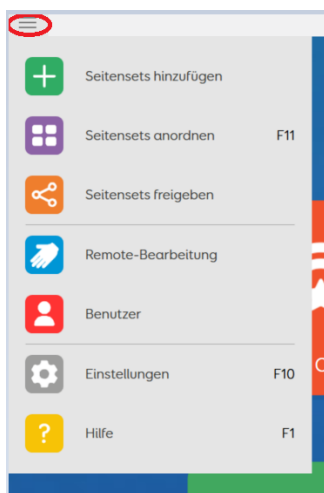 Seitensets hinzufügen
Seitensets anordnen F11
Seitensets freigeben
Remote-Bearbeitung
Benutzer
Einstellungen F10
? Hilfe F1